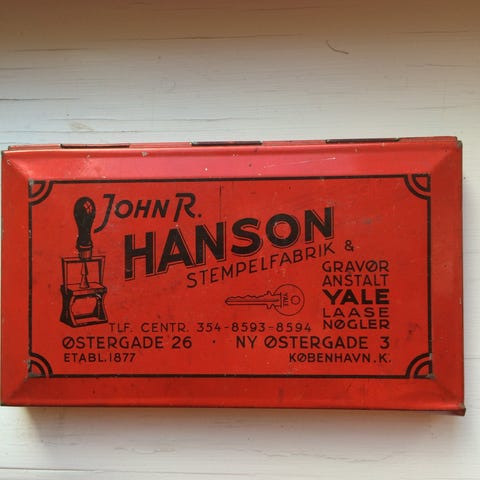 JOHN R.
HANSON
STEMPELFABRIK &
GRAVØR
ANSTALT
YALE
LAASE
NØGLER
YALE
TLF. CENTR. 354-8593-8594
ØSTERGADE 26 · NY ØSTERGADE 3
ETABL. 1877 KØBENHAVN. K.